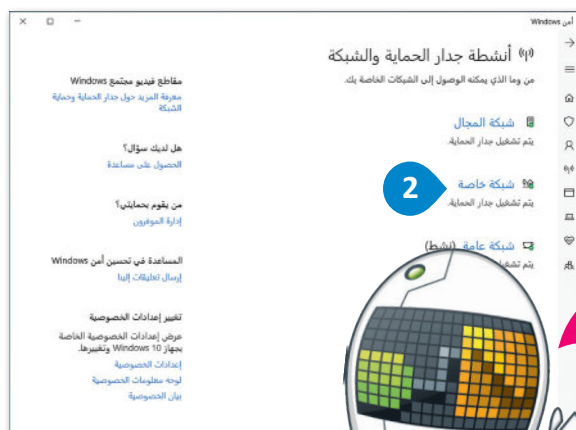 أمن Windows
أنشطة جدار الحماية والشبكة
من وما الذي يمكنه الوصول إلى الشبكات الخاصة بك.
شبكة المجال
يتم تشغيل جدار الحماية.
2
شبكة خاصة
يتم تشغيل جدار الحماية.
شبكة عامة (نشط)
يتم
مقاطع فيديو مجتمع Windows
معرفة المزيد حول جدار الحماية وحماية
الشبكة
هل لديك سؤال؟
الحصول على مساعدة
من يقوم بحمايتي؟
إدارة الموفرون
المساعدة في تحسين أمن Windows
إرسال تعليقات إلينا
تغيير إعدادات الخصوصية
عرض إعدادات الخصوصية الخاصة
بجهاز Windows 10 وتغييرها.
إعدادات الخصوصية
لوحة معلومات الخصوصية
بيان الخصوصية